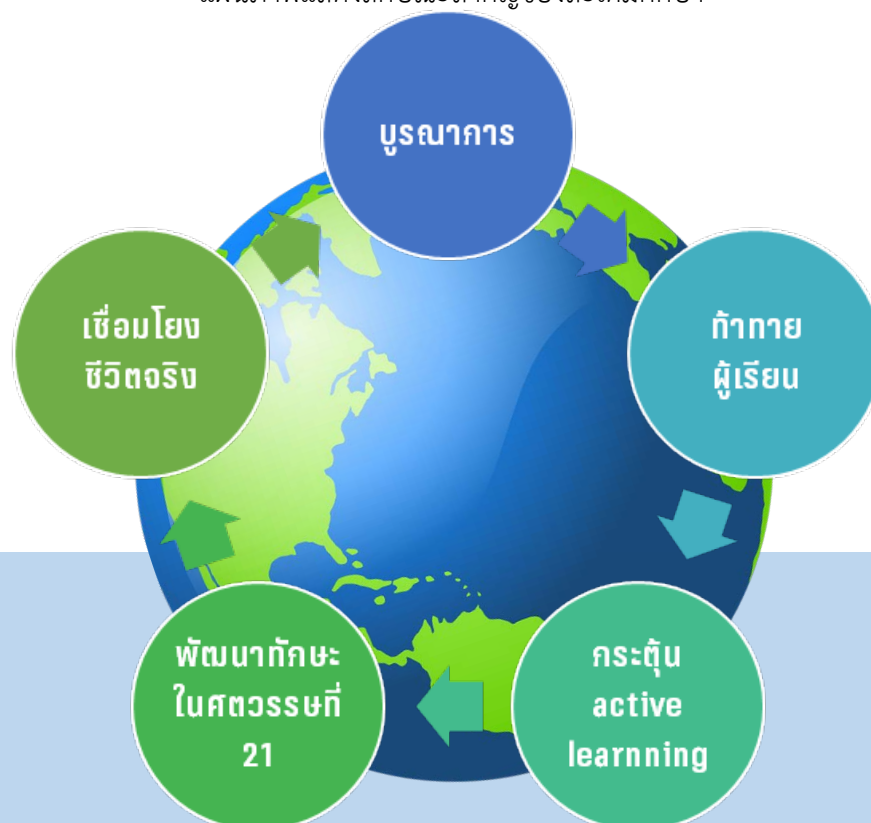 บูรณาการ
ท้าทาย
ผู้เรียน
กระตุ้น
active
learnning
พัฒนาทักษะ
ในศตวรรษที่
21
เชื่อมโยง
ชีวิตจริง